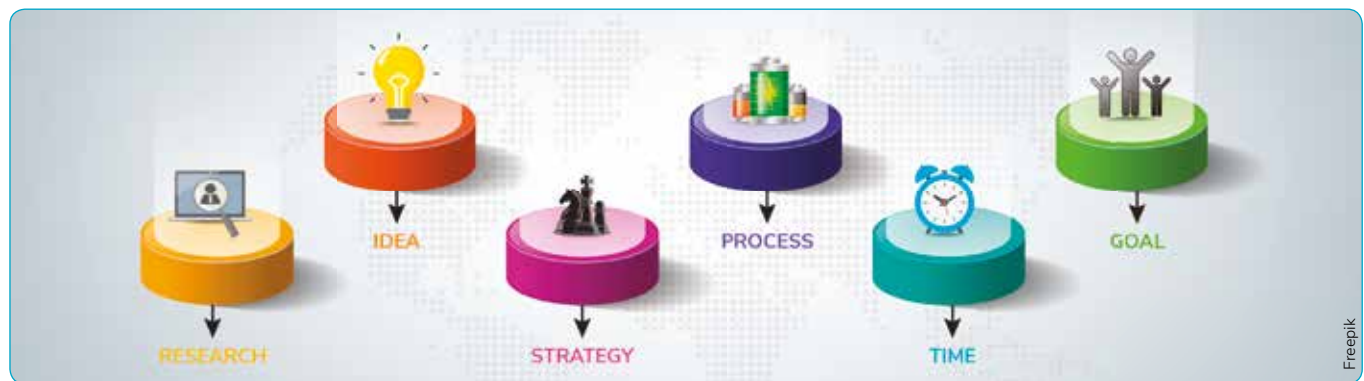 RESEARCH
IDEA
STRATEGY
PROCESS
TIME
GOAL
Freepik